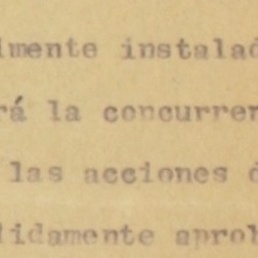 lmente instalad
rá la concurren
las acciones d
lidamente aprob